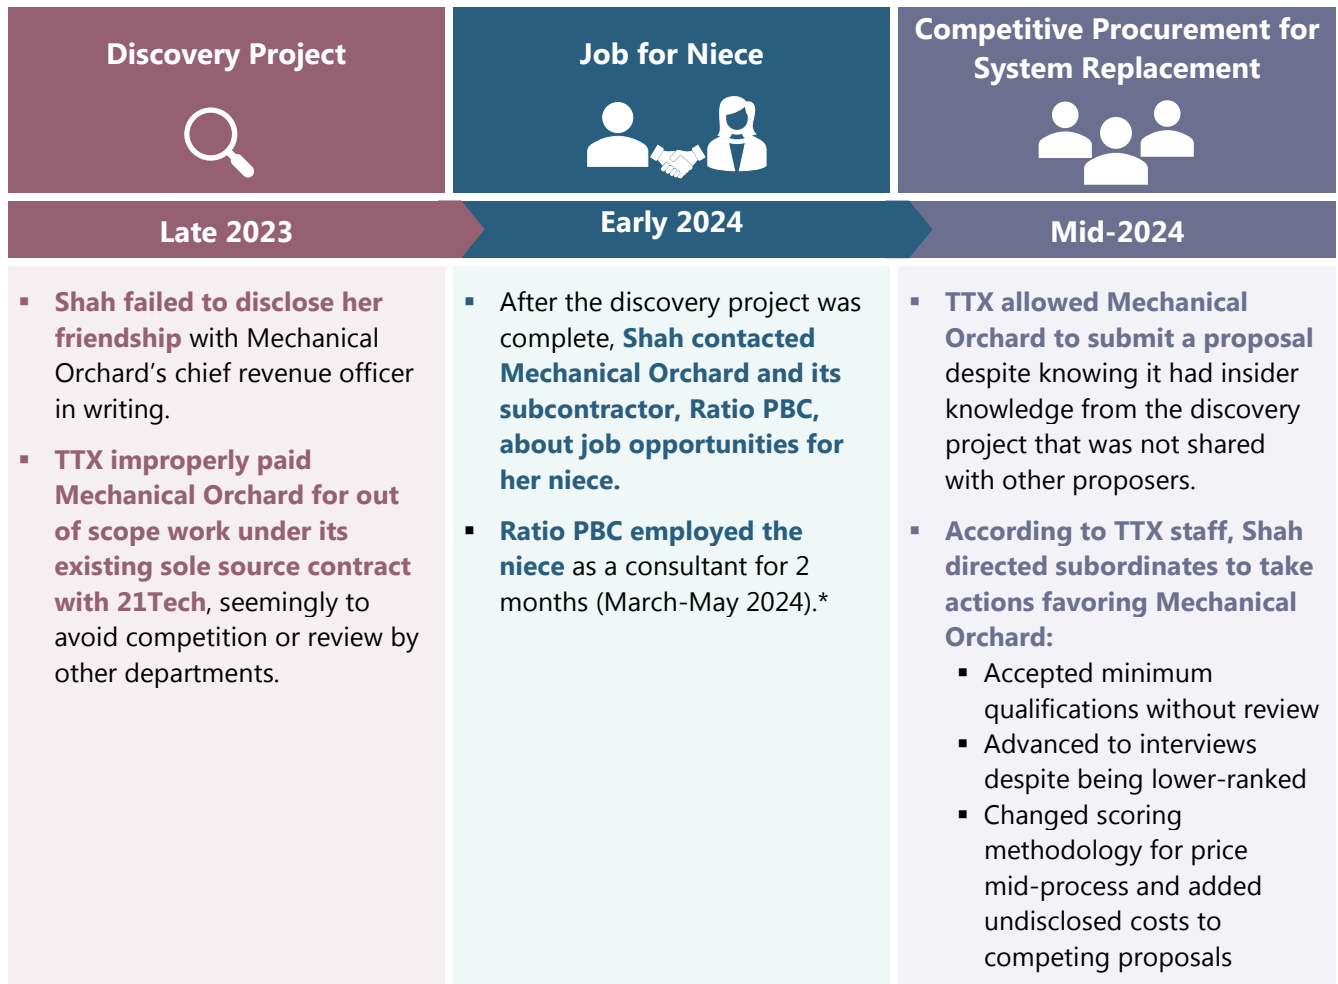 Discovery Project
Late 2023
▪ Shah failed to disclose her
friendship with Mechanical
Orchard’s chief revenue officer
in writing.
▪ TTX improperly paid
Mechanical Orchard for out
of scope work under its
existing sole source contract
with 21Tech, seemingly to
avoid competition or review by
other departments.
Job for Niece
Early 2024
▪ After the discovery project was
complete, Shah contacted
Mechanical Orchard and its
subcontractor, Ratio PBC,
about job opportunities for
her niece.
▪ Ratio PBC employed the
niece as a consultant for 2
months (March-May 2024).*
Competitive Procurement for
System Replacement
Mid-2024
▪ TTX allowed Mechanical
Orchard to submit a proposal
despite knowing it had insider
knowledge from the discovery
project that was not shared
with other proposers.
▪ According to TTX staff, Shah
directed subordinates to take
actions favoring Mechanical
Orchard:
▪ Accepted minimum
qualifications without review
▪ Advanced to interviews
despite being lower-ranked
▪ Changed scoring
methodology for price
mid-process and added
undisclosed costs to
competing proposals